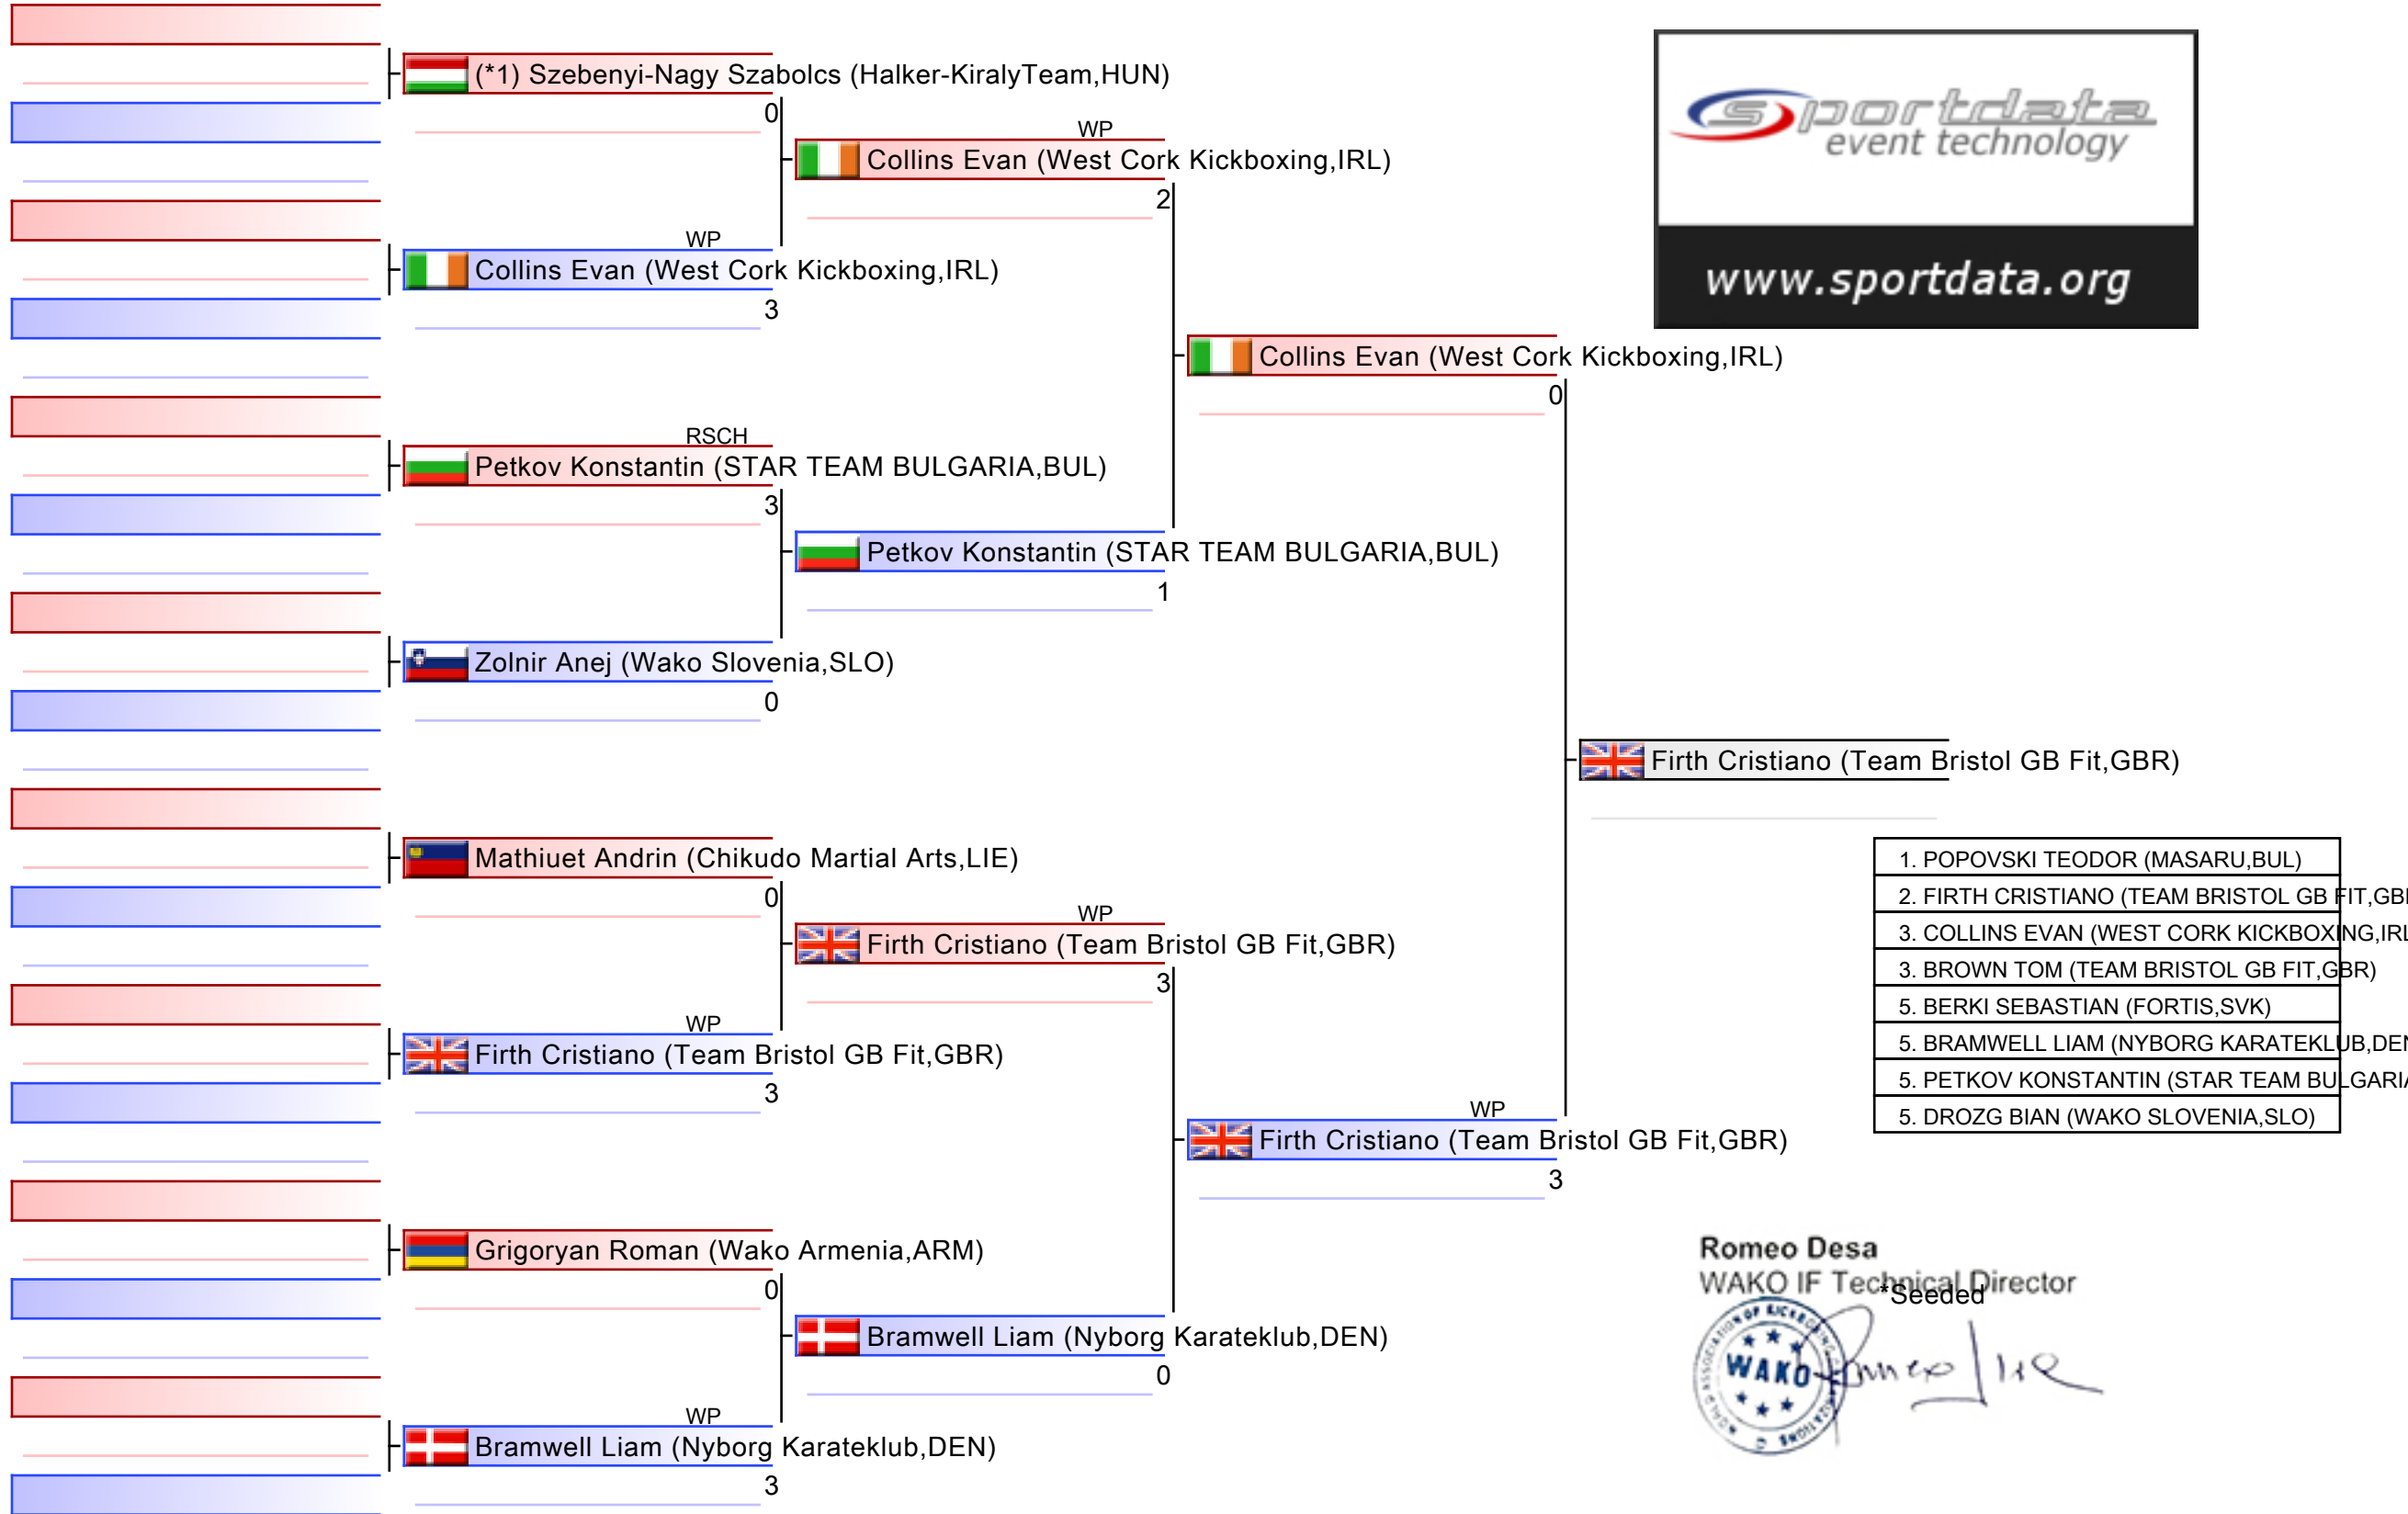 (*1) Szebenyi-Nagy Szabolcs (Halker-KiralyTeam,HUN)
0
WP
Collins Evan (West Cork Kickboxing,IRL)
3
RSCH
Petkov Konstantin (STAR TEAM BULGARIA,BUL)
3
Zolnir Anej (Wako Slovenia,SLO)
0
Mathiuet Andrin (Chikudo Martial Arts,LIE)
0
WP
Firth Cristiano (Team Bristol GB Fit,GBR)
3
Grigoryan Roman (Wako Armenia,ARM)
0
WP
Bramwell Liam (Nyborg Karateklub,DEN)
3
WP
Collins Evan (West Cork Kickboxing,IRL)
2
Petkov Konstantin (STAR TEAM BULGARIA,BUL)
1
WP
Firth Cristiano (Team Bristol GB Fit,GBR)
3
Bramwell Liam (Nyborg Karateklub,DEN)
0
Collins Evan (West Cork Kickboxing,IRL)
0
WP
Firth Cristiano (Team Bristol GB Fit,GBR)
3
Firth Cristiano (Team Bristol GB Fit,GBR)
sportdata
event technology
www.sportdata.org
1. POPOVSKI TEODOR (MASARU,BUL)
2. FIRTH CRISTIANO (TEAM BRISTOL GB FIT,GB
3. COLLINS EVAN (WEST CORK KICKBOXING,IRL
3. BROWN TOM (TEAM BRISTOL GB FIT,GBR)
5. BERKI SEBASTIAN (FORTIS,SVK)
5. BRAMWELL LIAM (NYBORG KARATEKLUB,DEN
5. PETKOV KONSTANTIN (STAR TEAM BULGARIA
5. DROZG BIAN (WAKO SLOVENIA,SLO)
Romeo Desa
WAKO IF Technical Director
*Seeded
WAKO